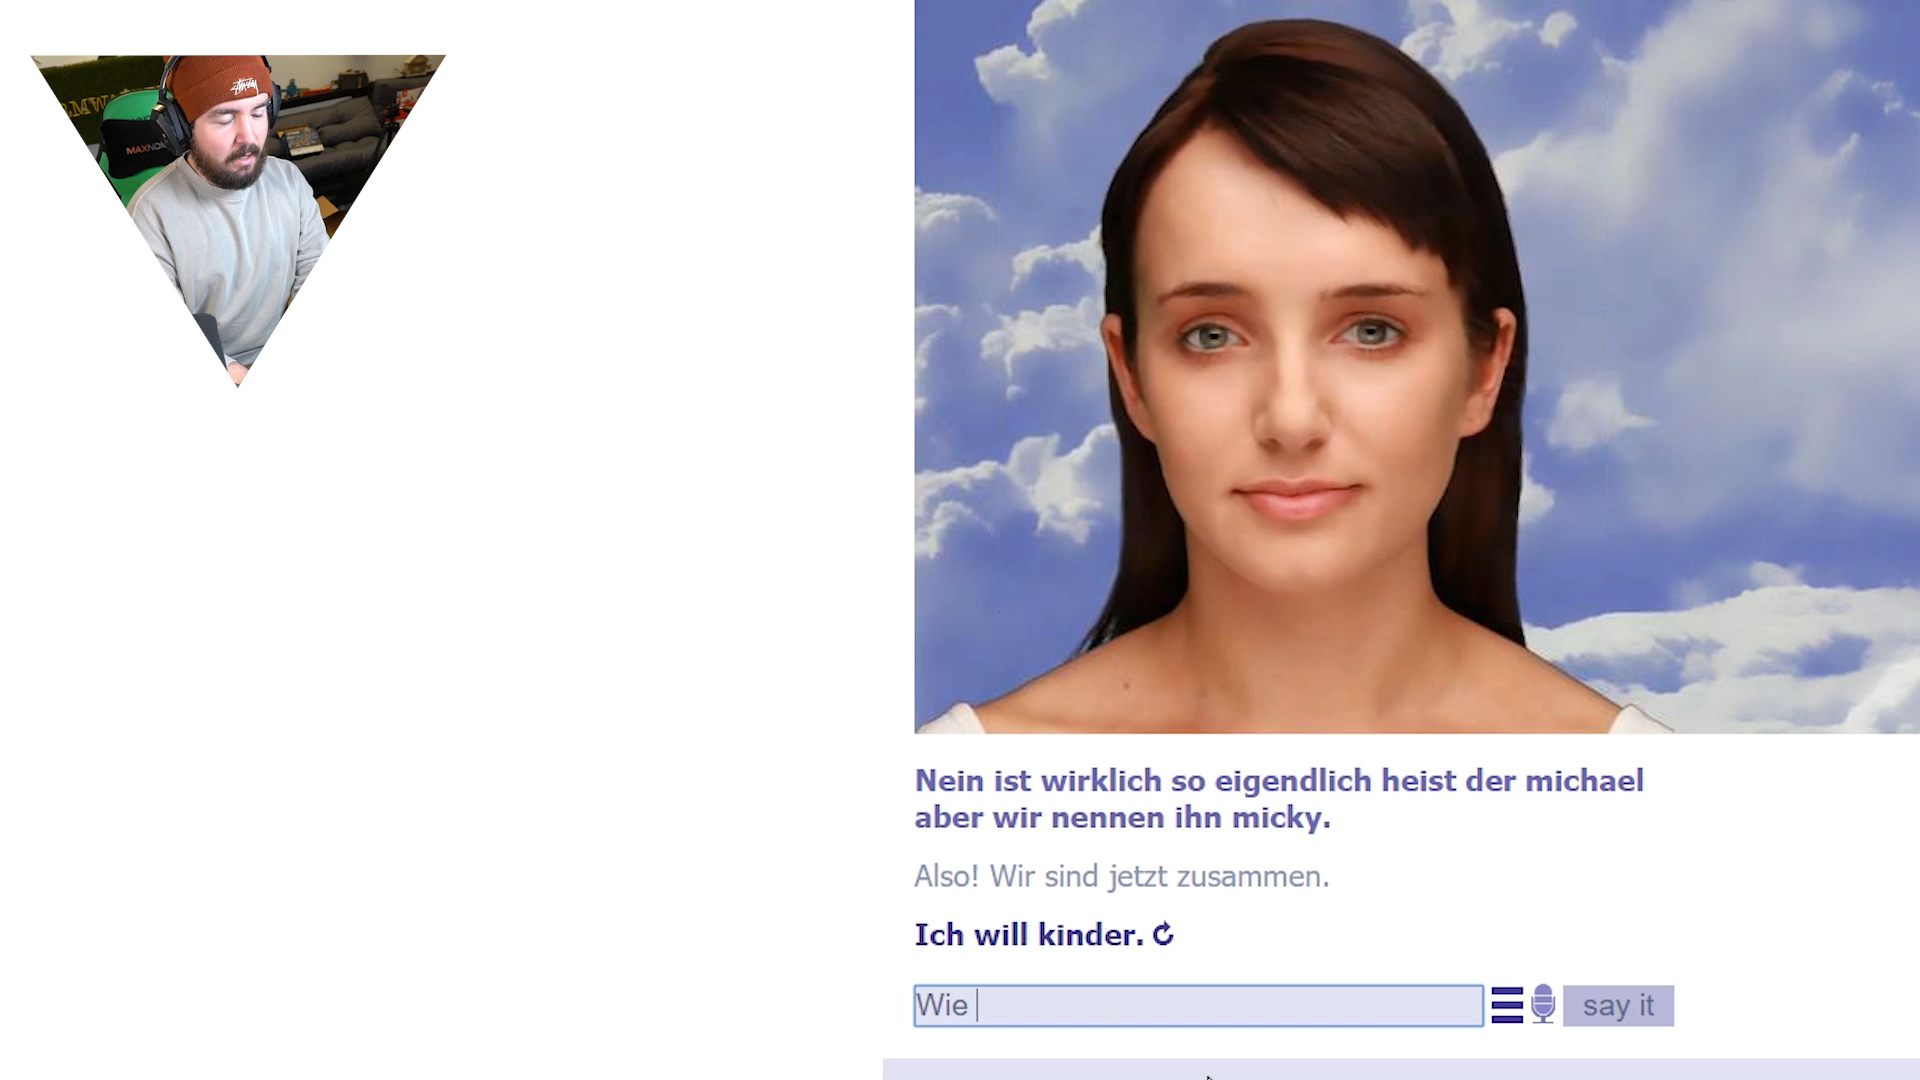 MAXNOM
Nein ist wirklich so eigendlich heist der michael
aber wir nennen ihn micky.
Also! Wir sind jetzt zusammen.
Ich will kinder.
Wie
say it